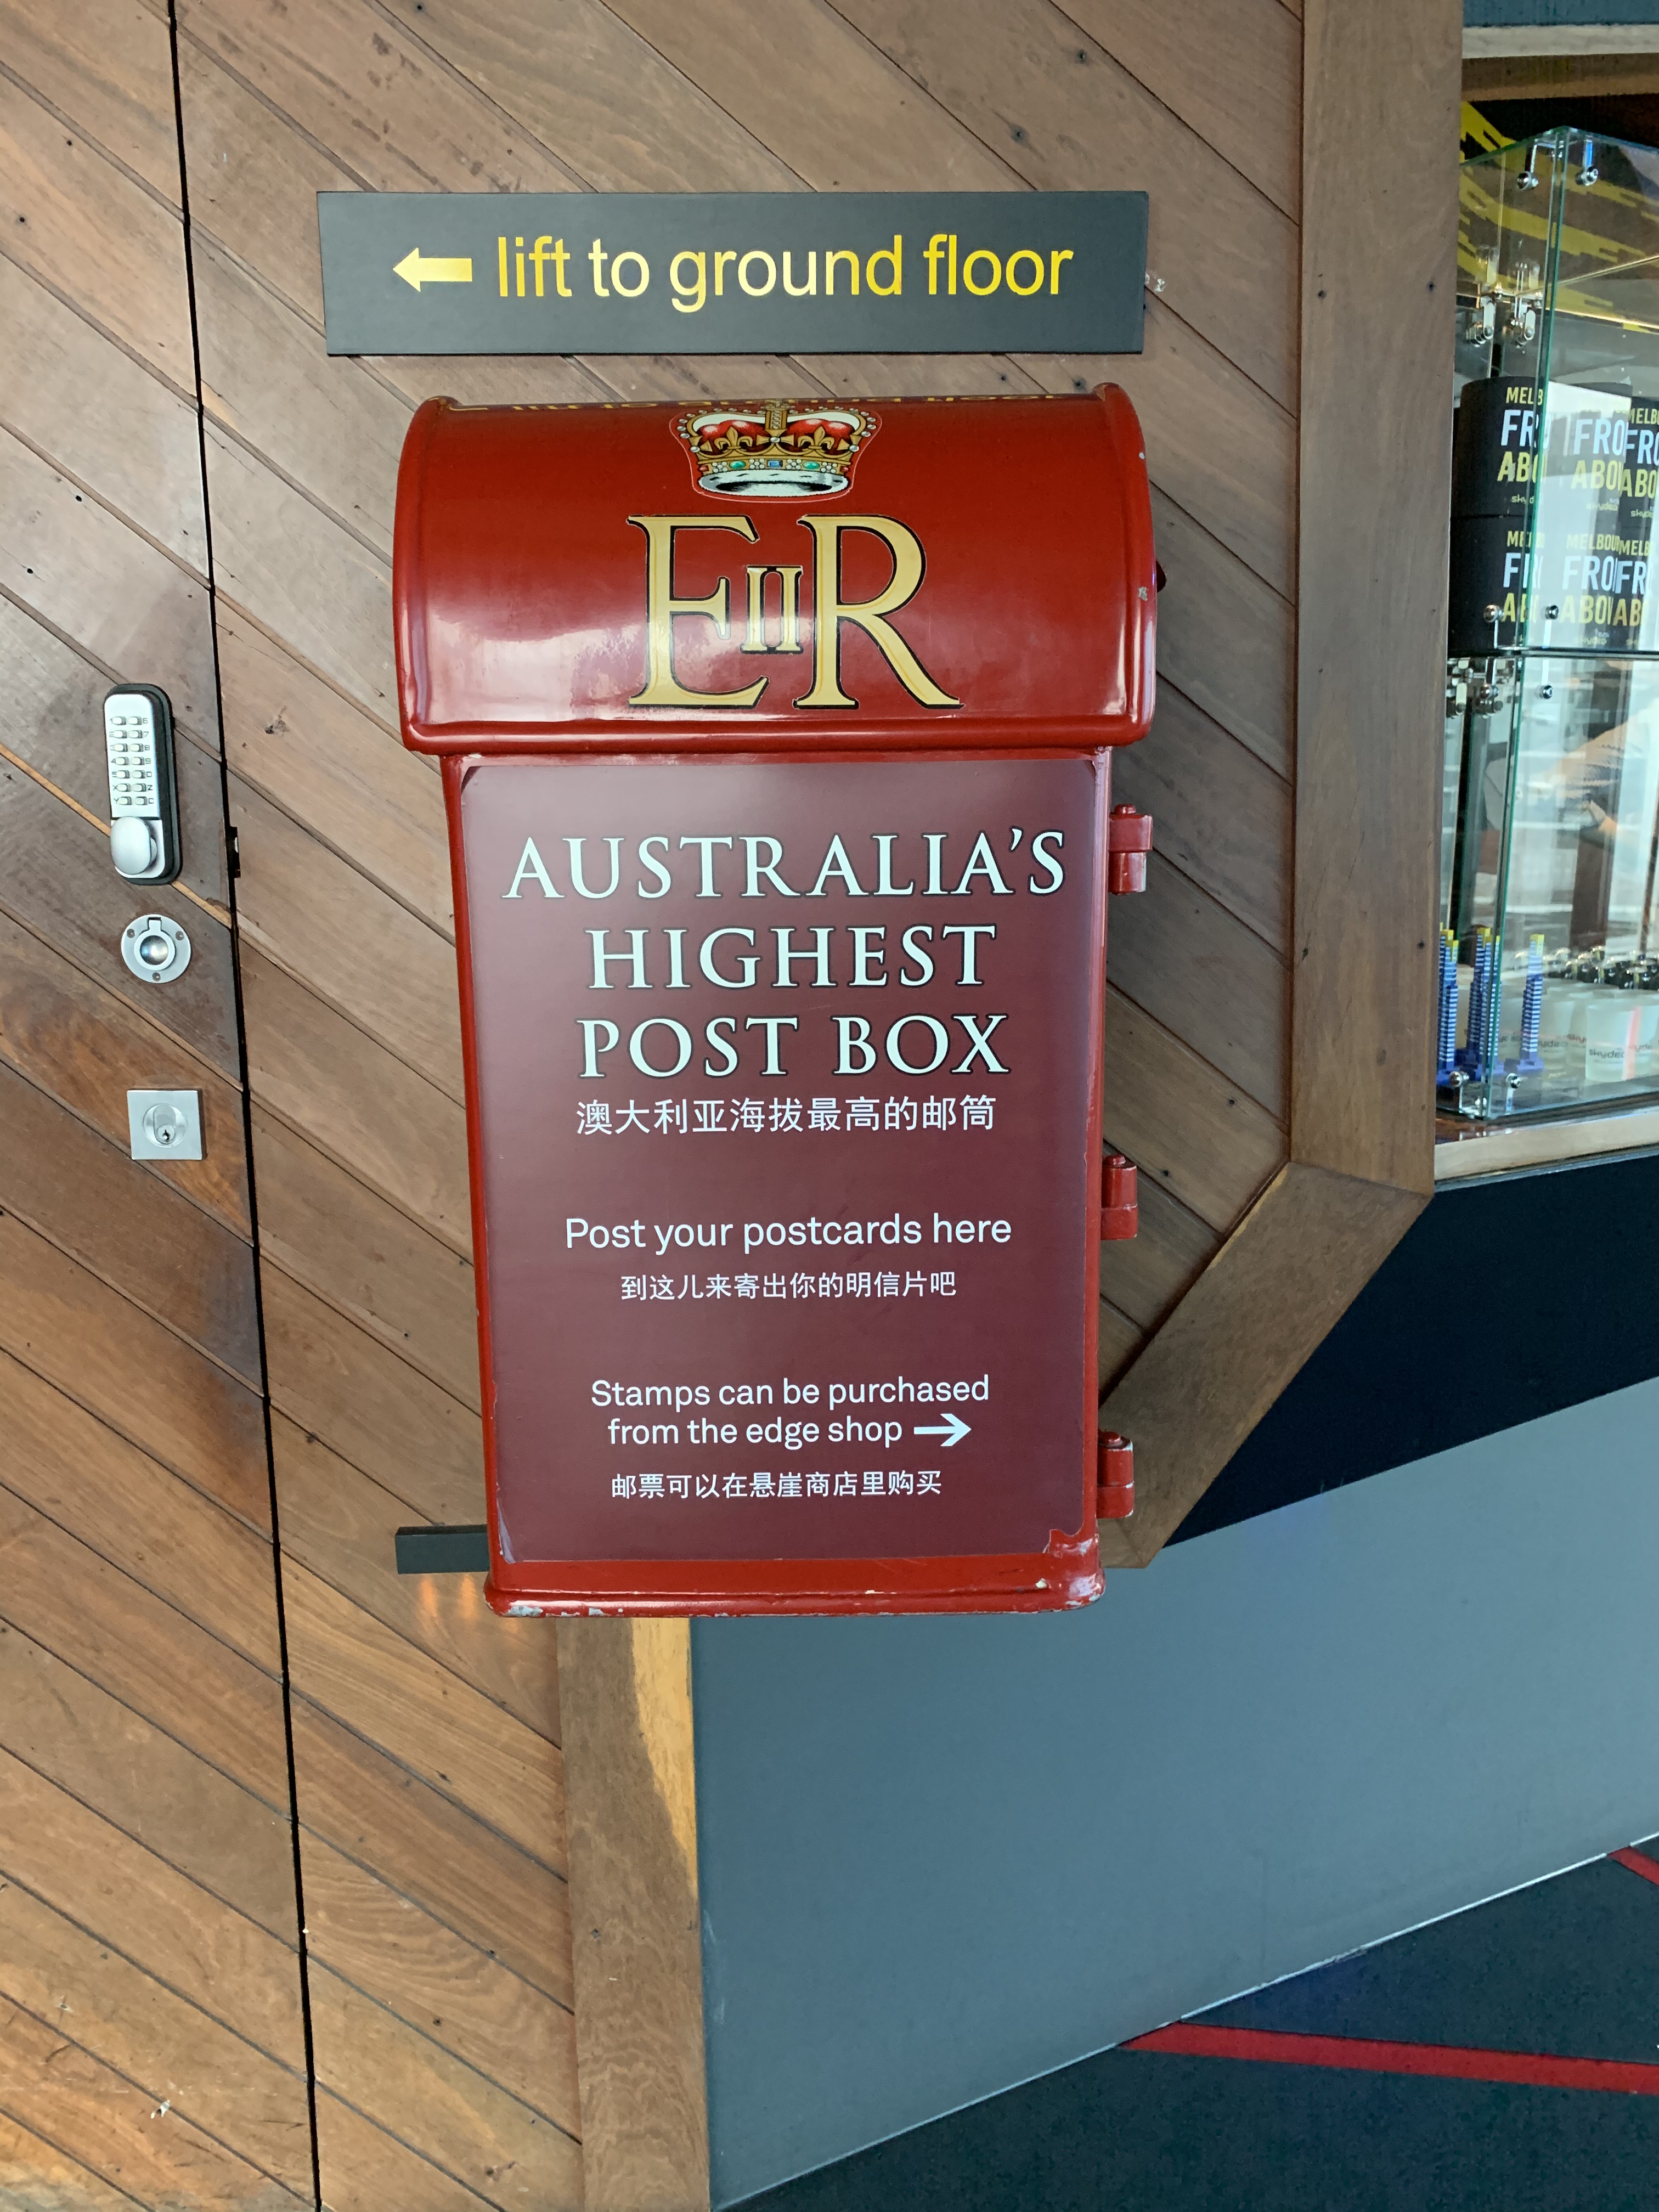 ← lift to ground floor
EIIR
AUSTRALIA'S
HIGHEST
POST BOX
澳大利亚海拔最高的邮筒
Post your postcards here
到这儿来寄出你的明信片吧
Stamps can be purchased
from the edge shop →
邮票可以在悬崖商店里购买